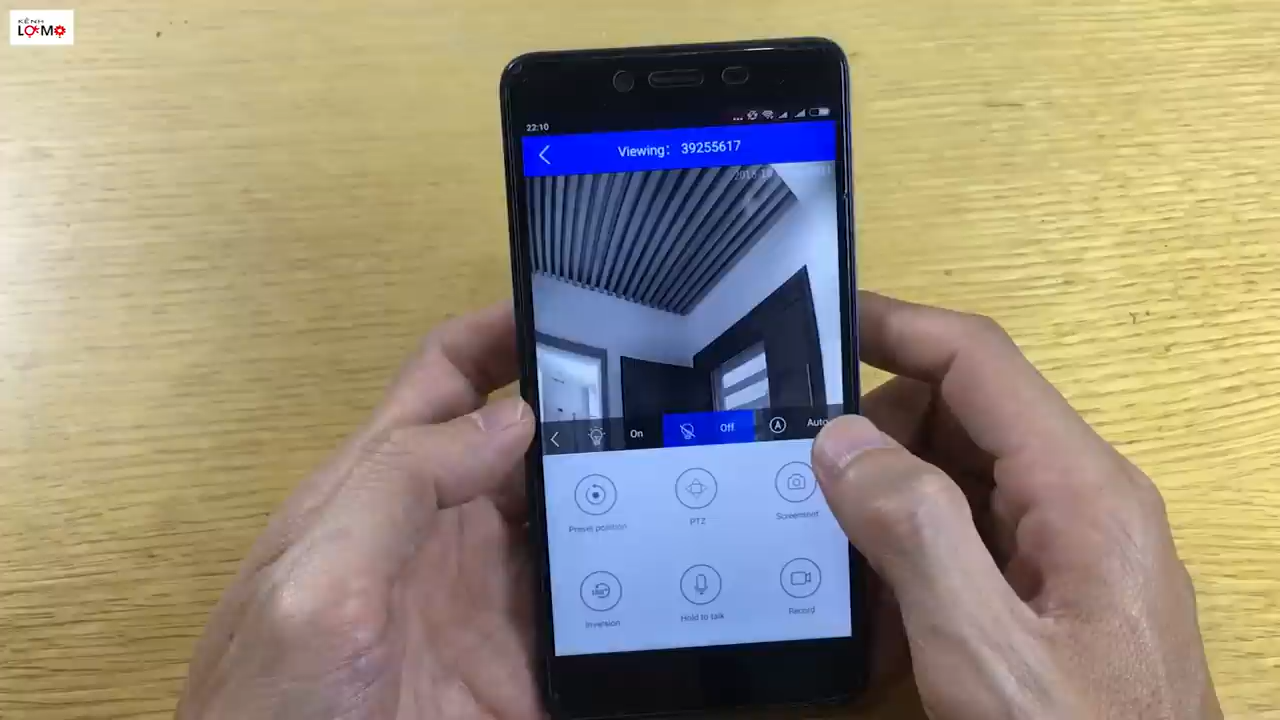 KÊNH
LOMO
22:10
Viewing: 39255617
On
Off
Auto
Preset position
PTZ
Screenshot
Inversion
Hold to talk
Record